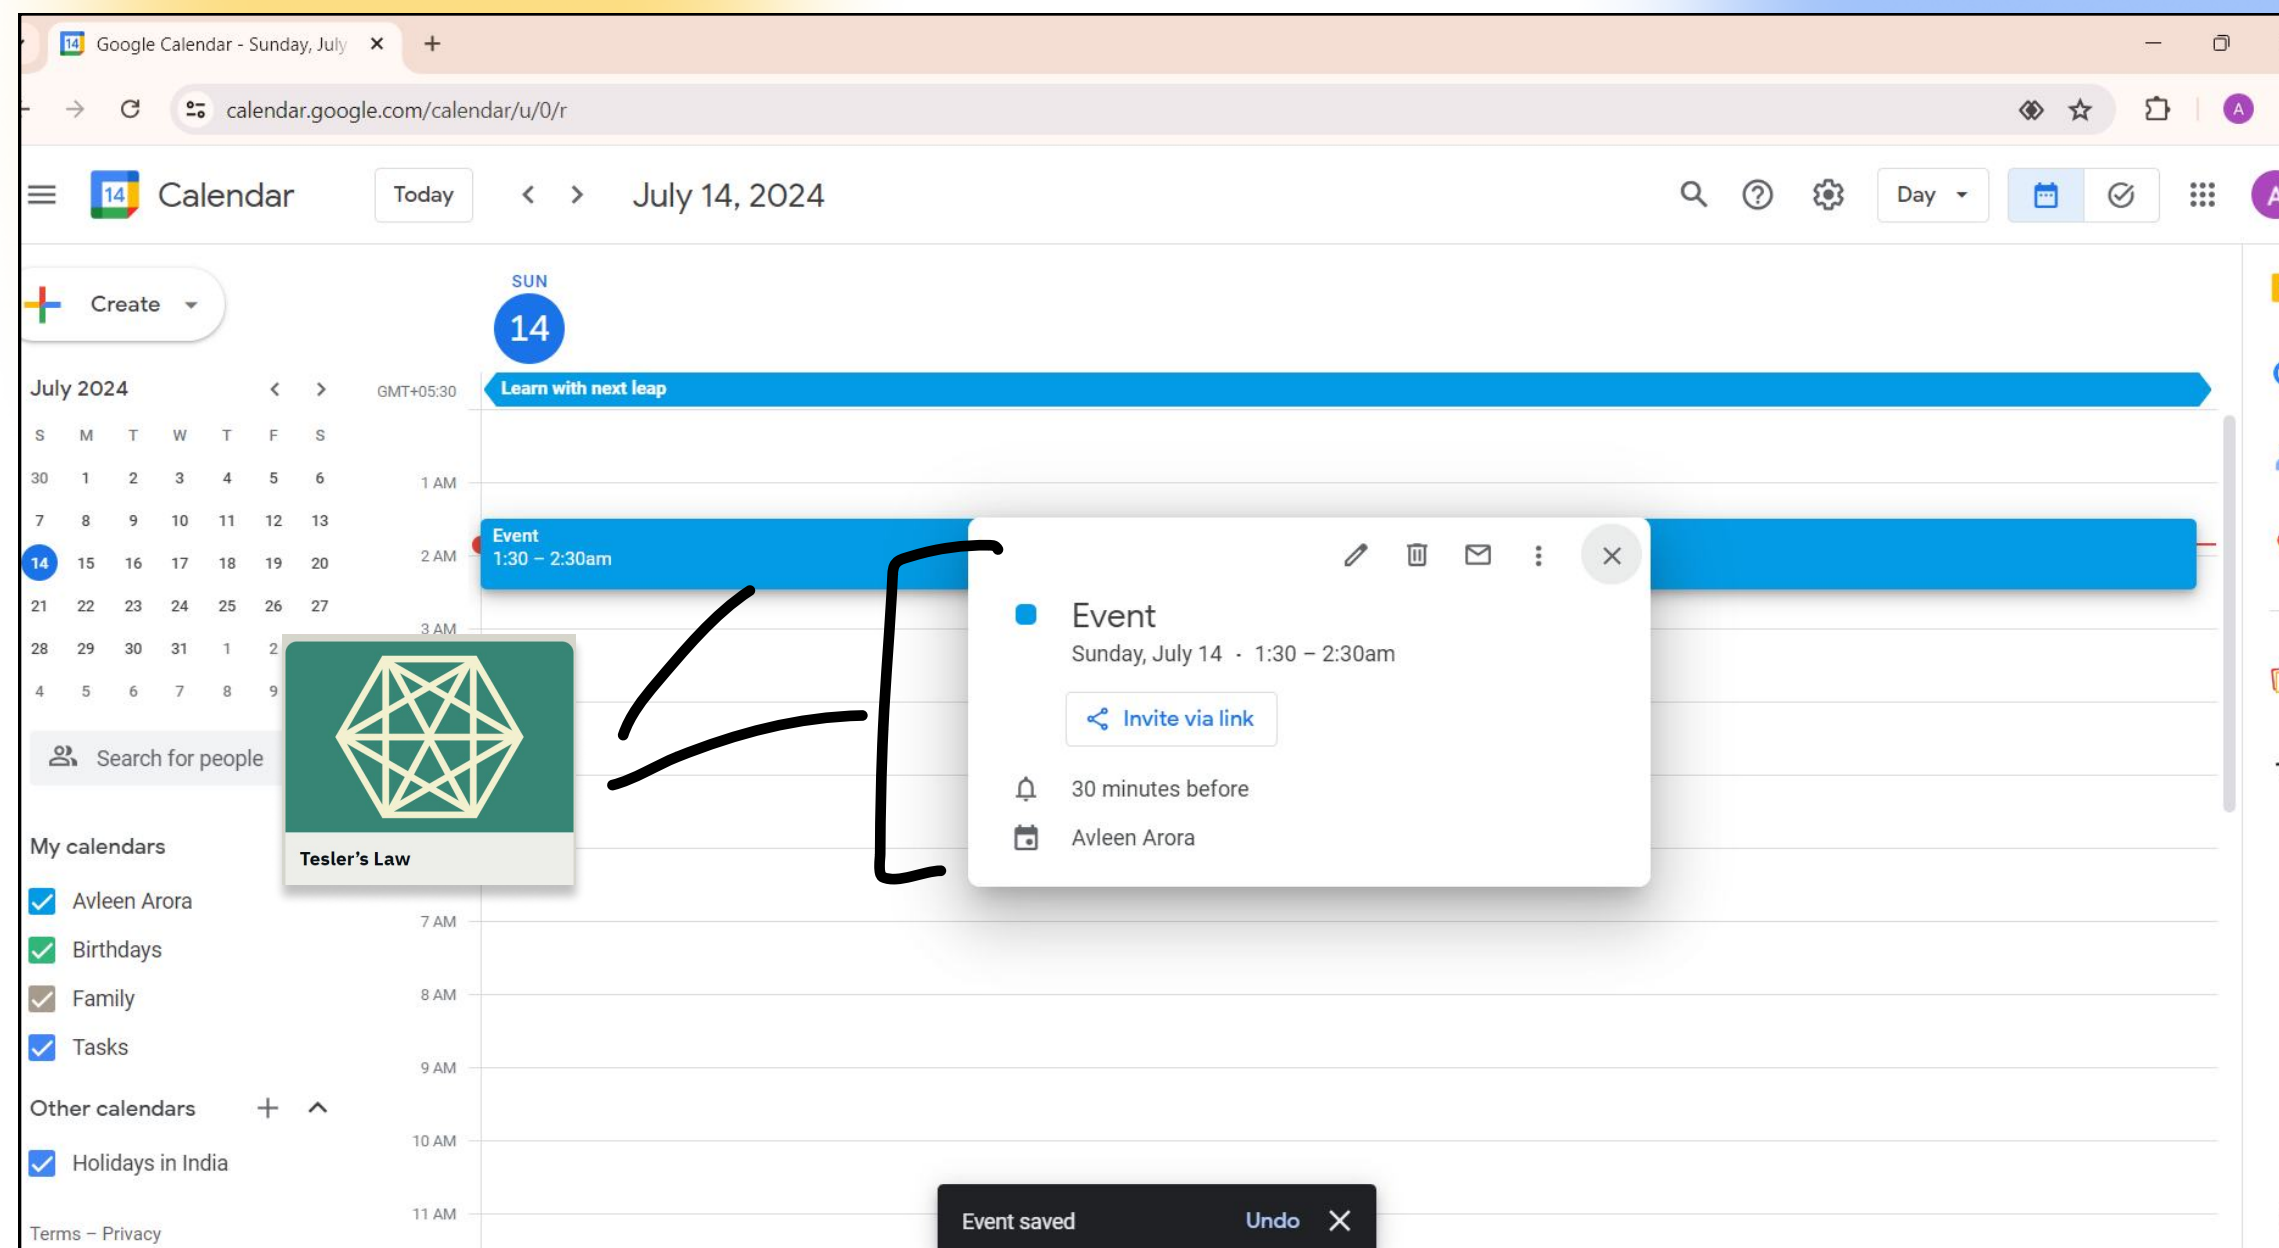 14 Google Calendar - Sunday, July
calendar.google.com/calendar/u/0/r
A
14 Calendar
Today
July 14, 2024
Day
A
Create
SUN
14
July 2024
GMT+05:30
Learn with next leap
S M T W T F S
30 1 2 3 4 5 6
7 8 9 10 11 12 13
14 15 16 17 18 19 20
21 22 23 24 25 26 27
28 29 30 31 1 2
4 5 6 7 8 9
1 AM
2 AM
3 AM
7 AM
8 AM
9 AM
10 AM
11 AM
Event
1:30 – 2:30am
Event
Sunday, July 14 · 1:30 – 2:30am
Invite via link
30 minutes before
Avleen Arora
Tesler's Law
Search for people
My calendars
Avleen Arora
Birthdays
Family
Tasks
Other calendars
Holidays in India
Terms – Privacy
Event saved
Undo